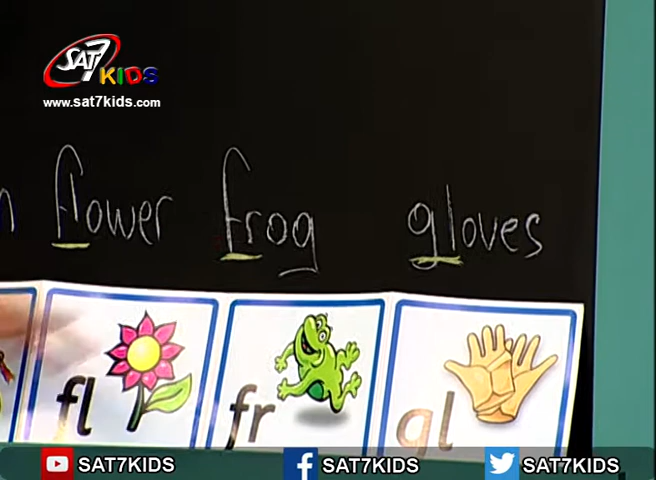 SAT7
KIDS
www.sat7kids.com
flower frog gloves
fl fr gl
SAT7KIDS SAT7KIDS SAT7KIDS